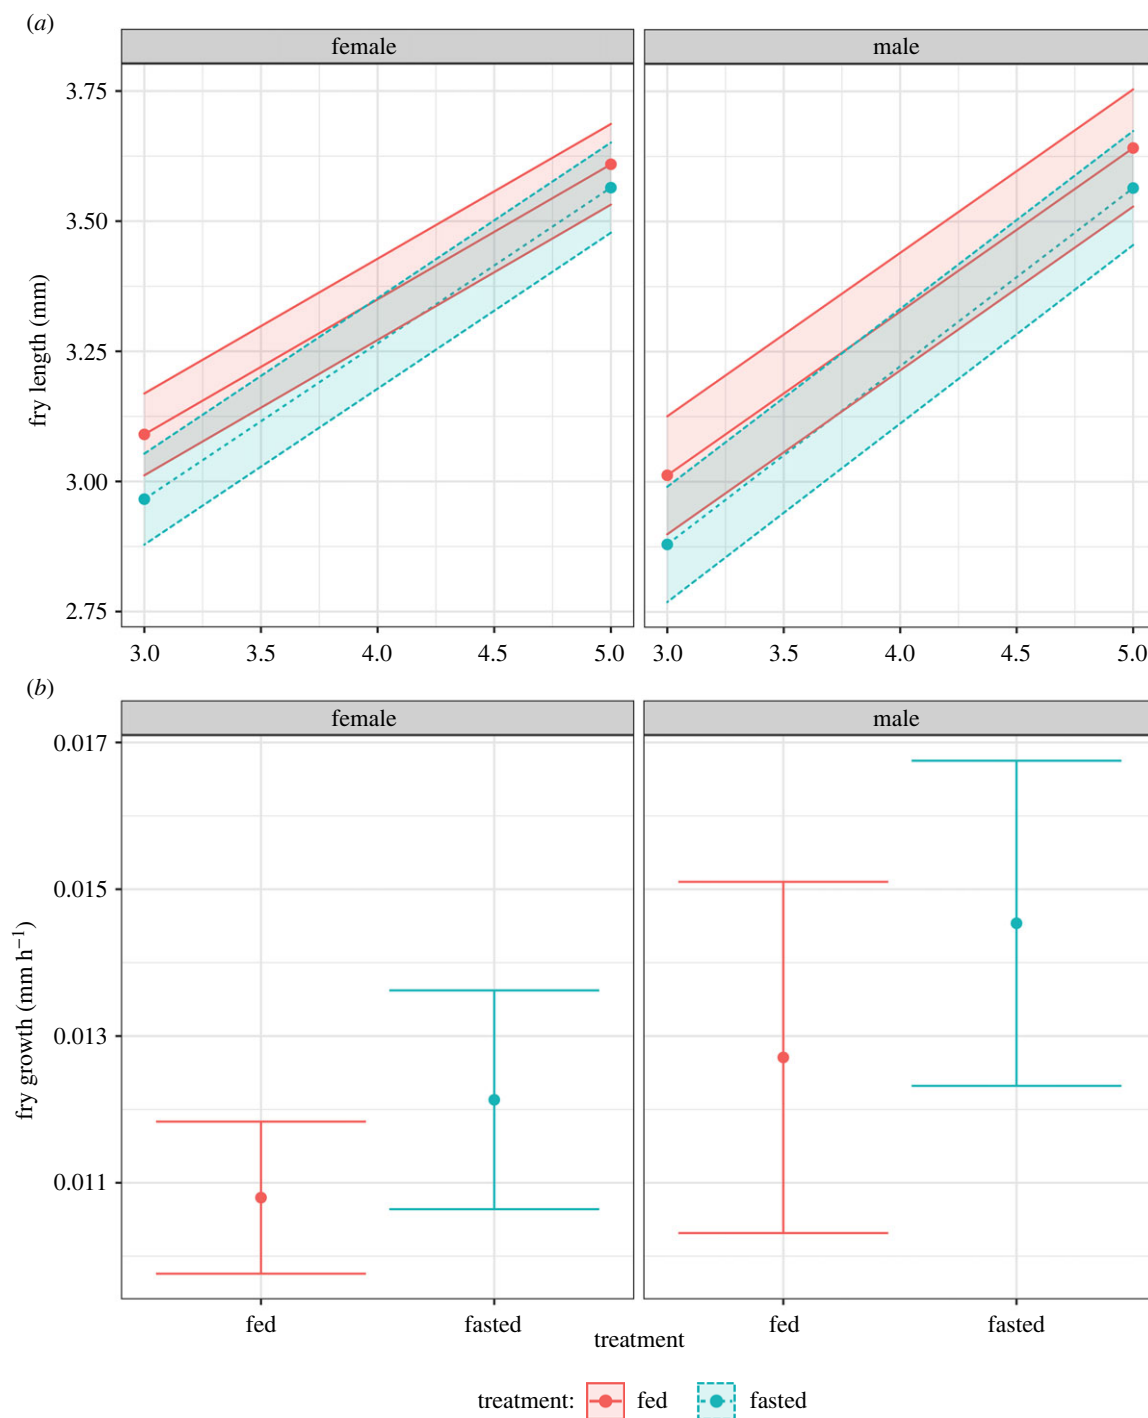 (a)
female male
3.75
3.50
3.25
3.00
2.75
fry length (mm)
3.0 3.5 4.0 4.5 5.0 3.0 3.5 4.0 4.5 5.0
(b)
female male
0.017
0.015
0.013
0.011
fry growth (mm h⁻¹)
fed fasted fed fasted
treatment
treatment: fed fasted